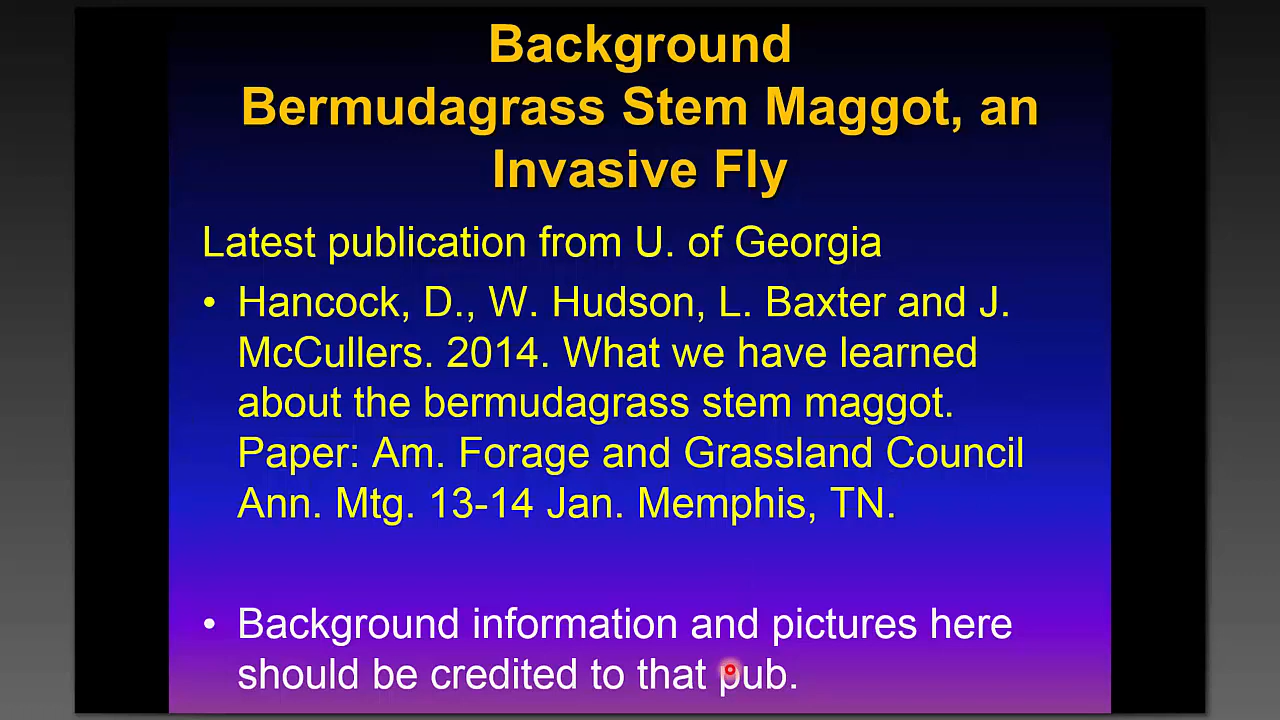 Background
Bermudagrass Stem Maggot, an
Invasive Fly
Latest publication from U. of Georgia
• Hancock, D., W. Hudson, L. Baxter and J.
McCullers. 2014. What we have learned
about the bermudagrass stem maggot.
Paper: Am. Forage and Grassland Council
Ann. Mtg. 13-14 Jan. Memphis, TN.
• Background information and pictures here
should be credited to that pub.